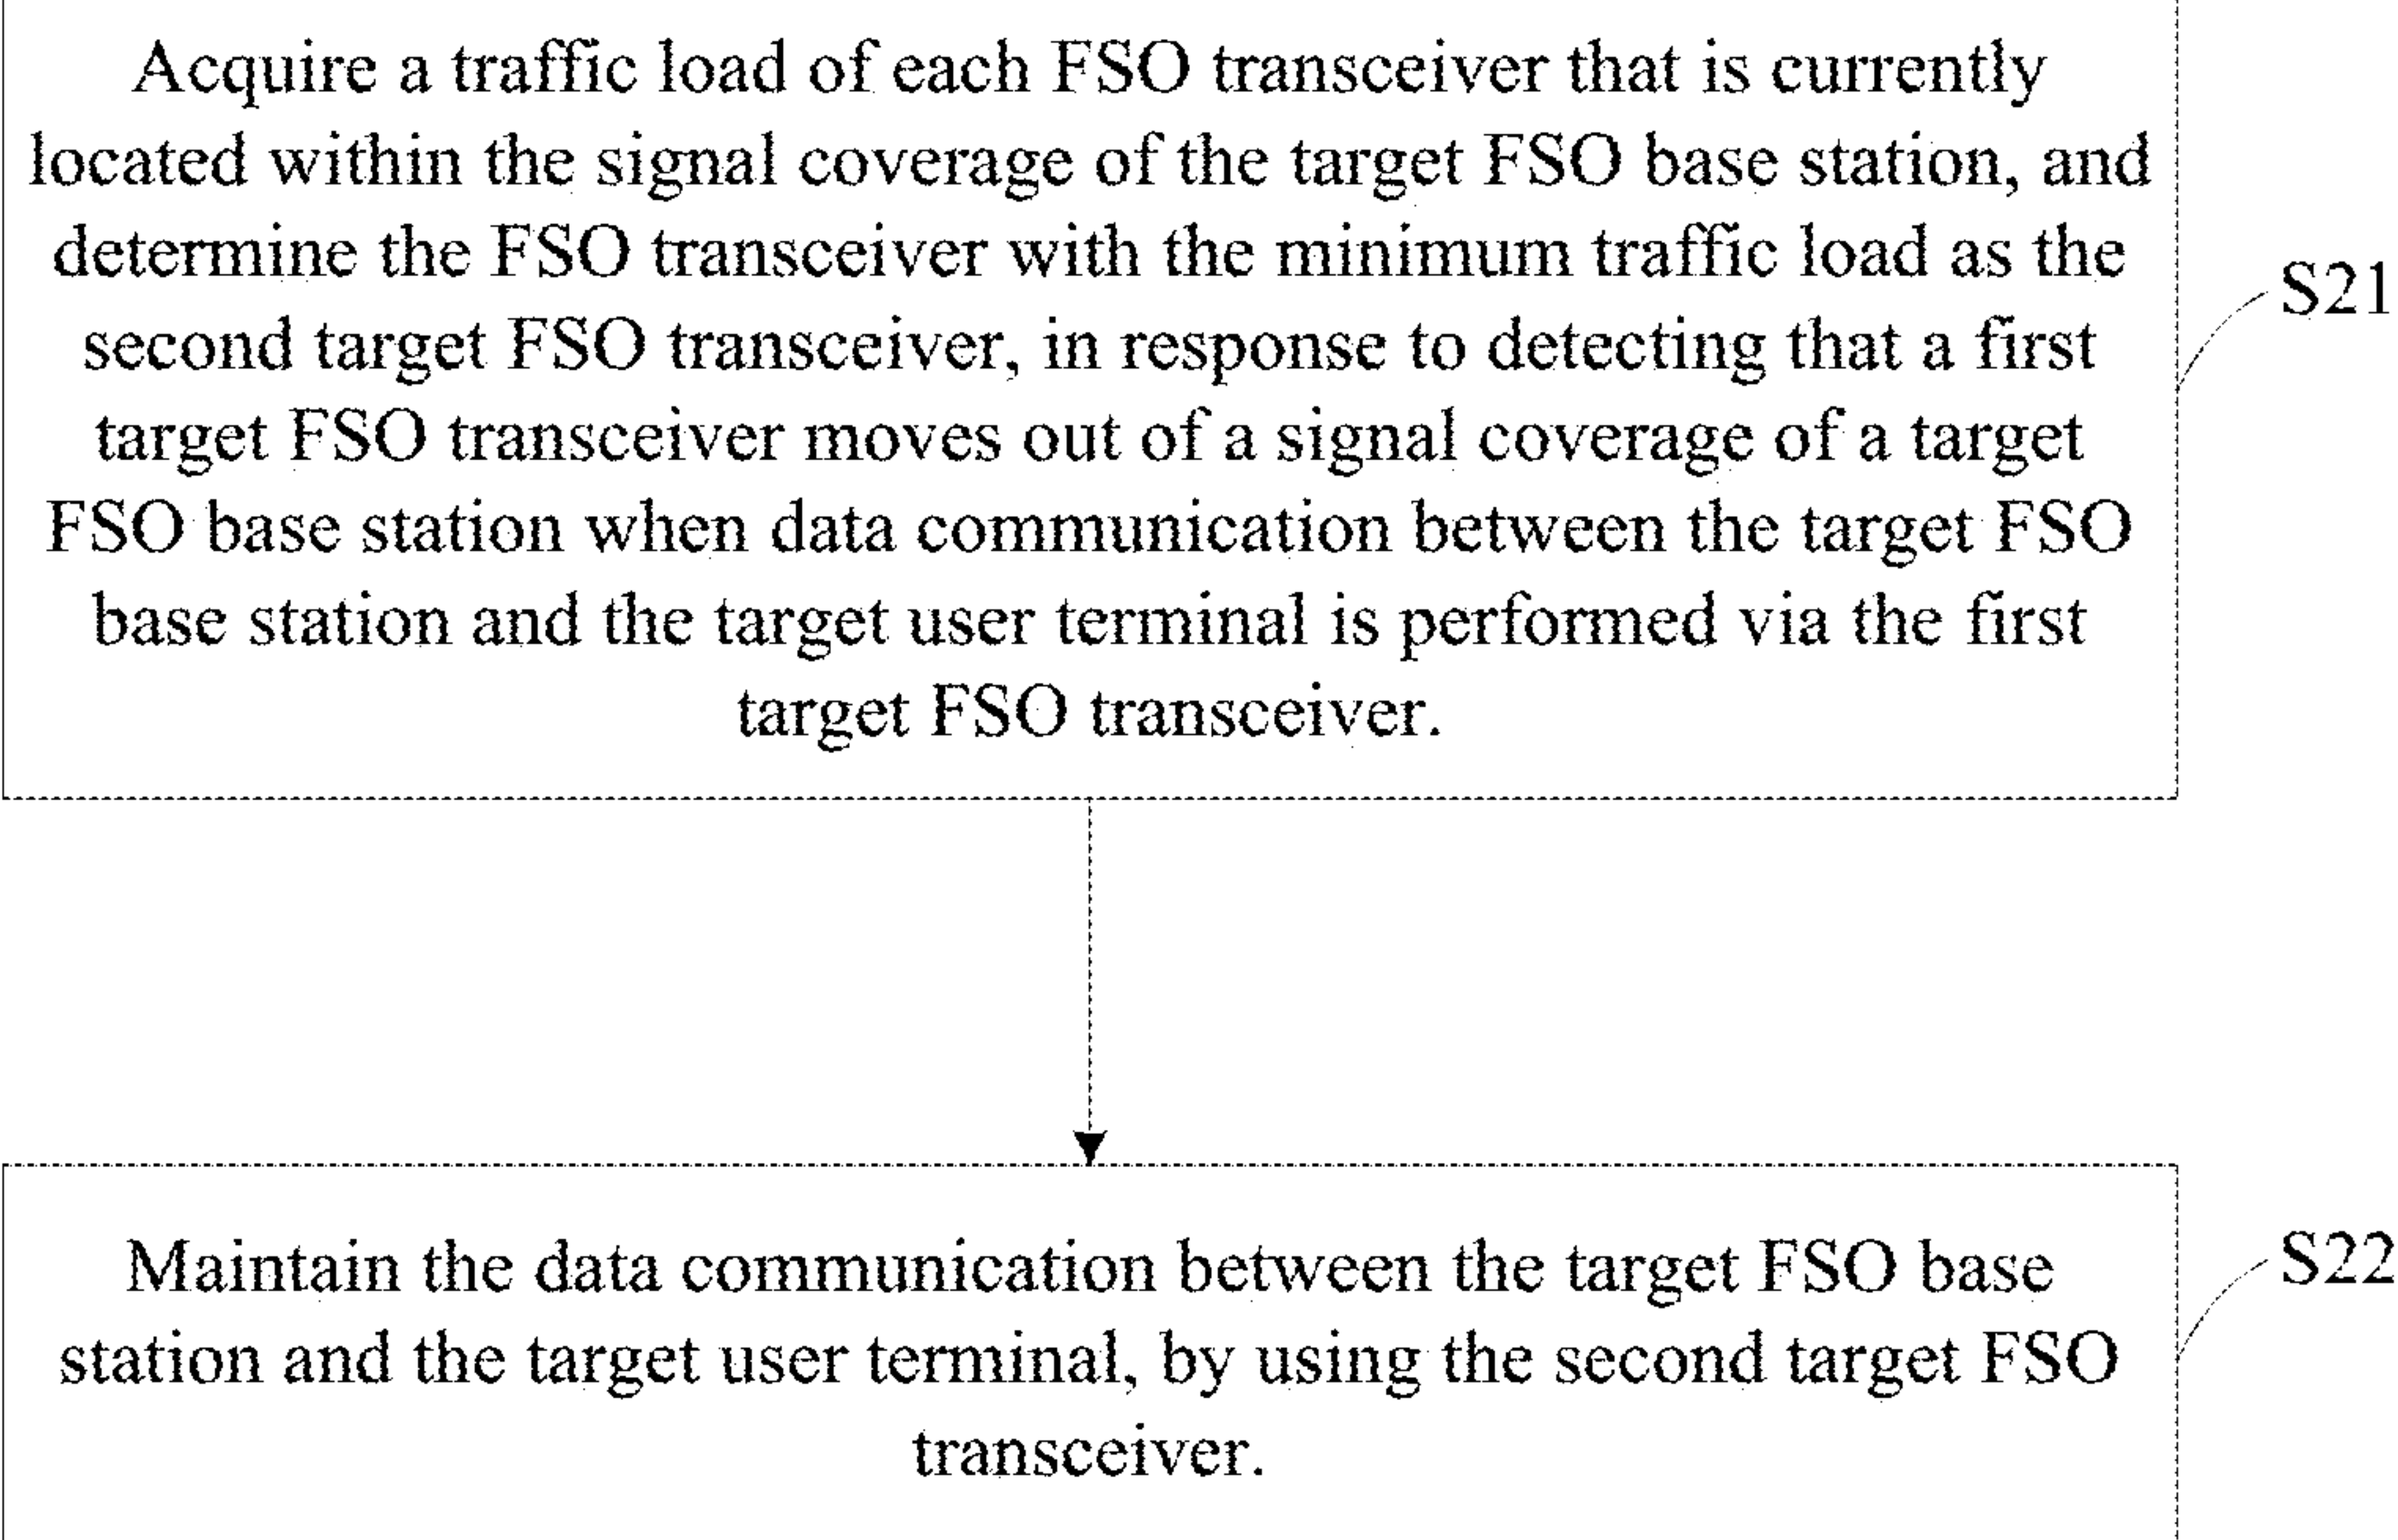 Acquire a traffic load of each FSO transceiver that is currently
located within the signal coverage of the target FSO base station, and
determine the FSO transceiver with the minimum traffic load as the
second target FSO transceiver, in response to detecting that a first
target FSO transceiver moves out of a signal coverage of a target
FSO base station when data communication between the target FSO
base station and the target user terminal is performed via the first
target FSO transceiver.
S21
Maintain the data communication between the target FSO base
station and the target user terminal, by using the second target FSO
transceiver.
S22